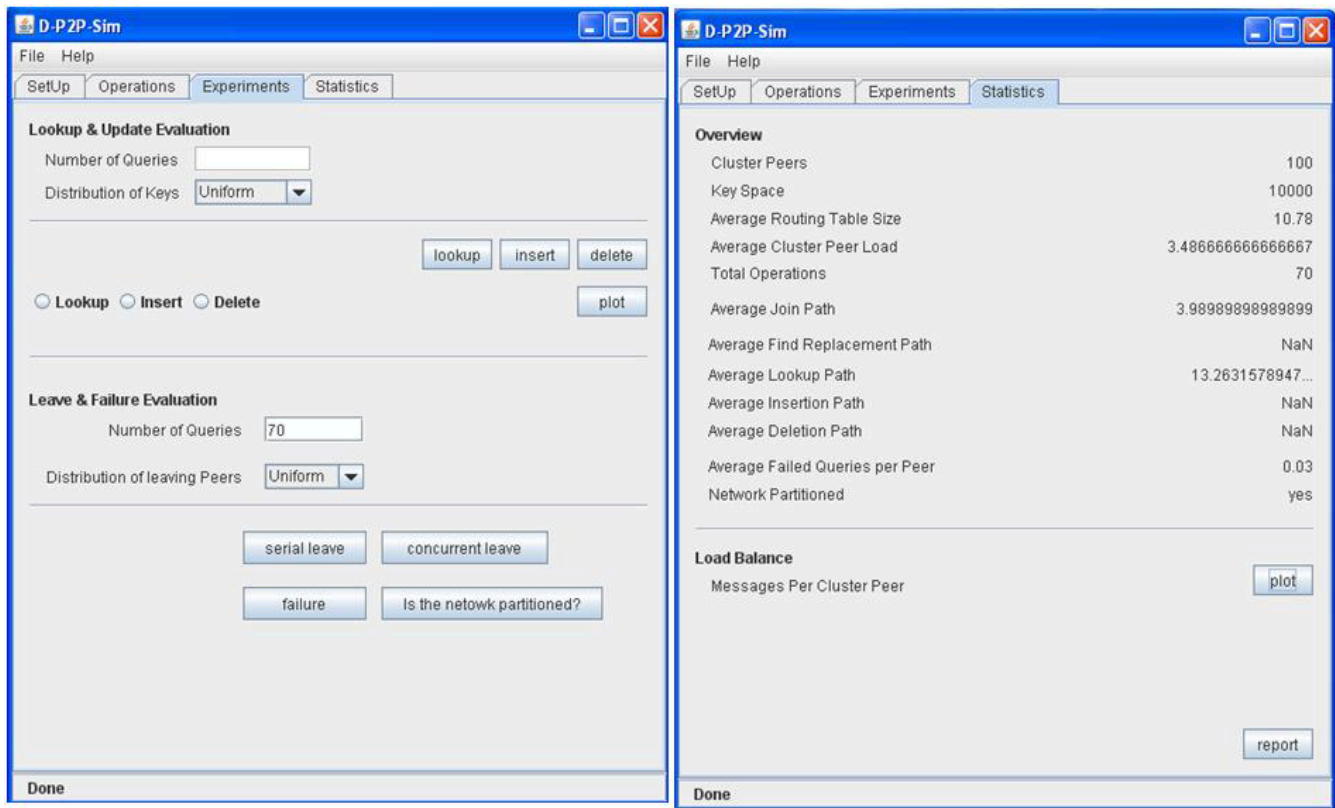 D-P2P-Sim
File Help
SetUp Operations Experiments Statistics
Lookup & Update Evaluation
Number of Queries
Distribution of Keys Uniform
lookup insert delete
Lookup Insert Delete plot
Leave & Failure Evaluation
Number of Queries 70
Distribution of leaving Peers Uniform
serial leave concurrent leave
failure Is the netowk partitioned?
Done
D-P2P-Sim
File Help
SetUp Operations Experiments Statistics
Overview
Cluster Peers 100
Key Space 10000
Average Routing Table Size 10.78
Average Cluster Peer Load 3.486666666666667
Total Operations 70
Average Join Path 3.98989898989899
Average Find Replacement Path NaN
Average Lookup Path 13.2631578947...
Average Insertion Path NaN
Average Deletion Path NaN
Average Failed Queries per Peer 0.03
Network Partitioned yes
Load Balance
Messages Per Cluster Peer plot
report
Done